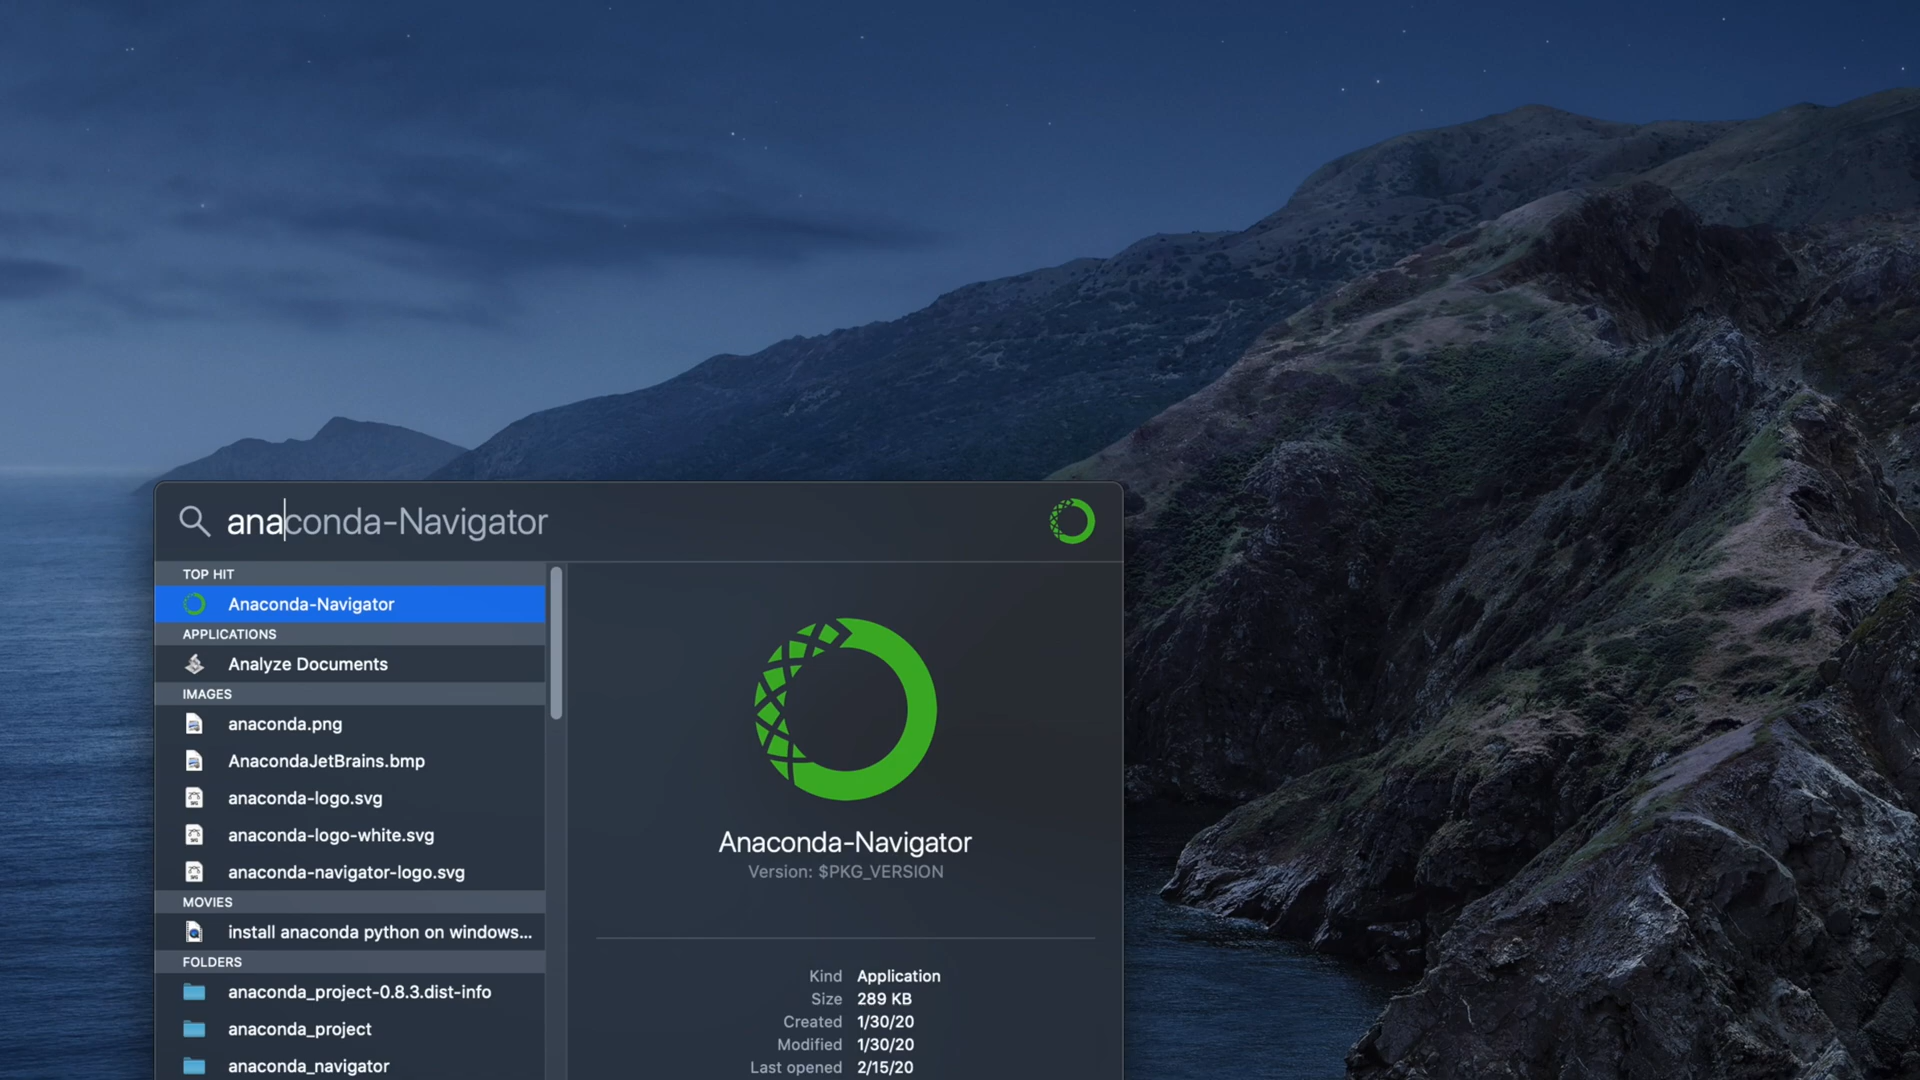 anaconda-Navigator
TOP HIT
Anaconda-Navigator
APPLICATIONS
Analyze Documents
IMAGES
anaconda.png
AnacondaJetBrains.bmp
anaconda-logo.svg
anaconda-logo-white.svg
anaconda-navigator-logo.svg
MOVIES
install anaconda python on windows...
FOLDERS
anaconda_project-0.8.3.dist-info
anaconda_project
anaconda_navigator
Anaconda-Navigator
Version: $PKG_VERSION
Kind Application
Size 289 KB
Created 1/30/20
Modified 1/30/20
Last opened 2/15/20